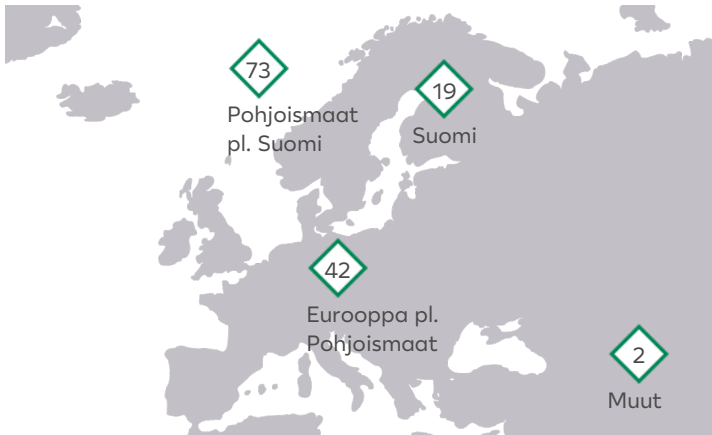 73
Pohjoismaat
pl. Suomi
19
Suomi
42
Eurooppa pl.
Pohjoismaat
2
Muut